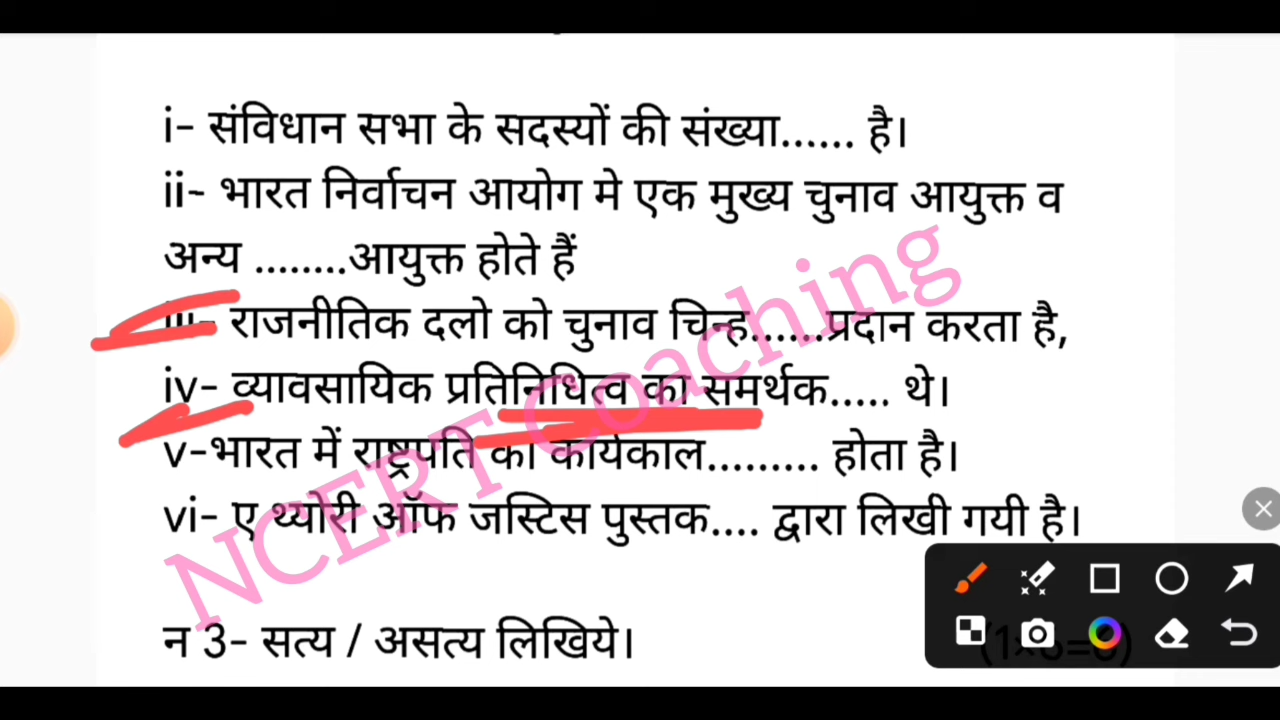 i- संविधान सभा के सदस्यों की संख्या...... है।
ii- भारत निर्वाचन आयोग मे एक मुख्य चुनाव आयुक्त व
अन्य ........आयुक्त होते हैं
iii- राजनीतिक दलो को चुनाव चिन्ह......प्रदान करता है,
iv- व्यावसायिक प्रतिनिधित्व का समर्थक..... थे।
v-भारत में राष्ट्रपति का कार्यकाल......... होता है।
vi- ए थ्योरी ऑफ जस्टिस पुस्तक.... द्वारा लिखी गयी है।
NCERT Coaching
न 3- सत्य / असत्य लिखिये।